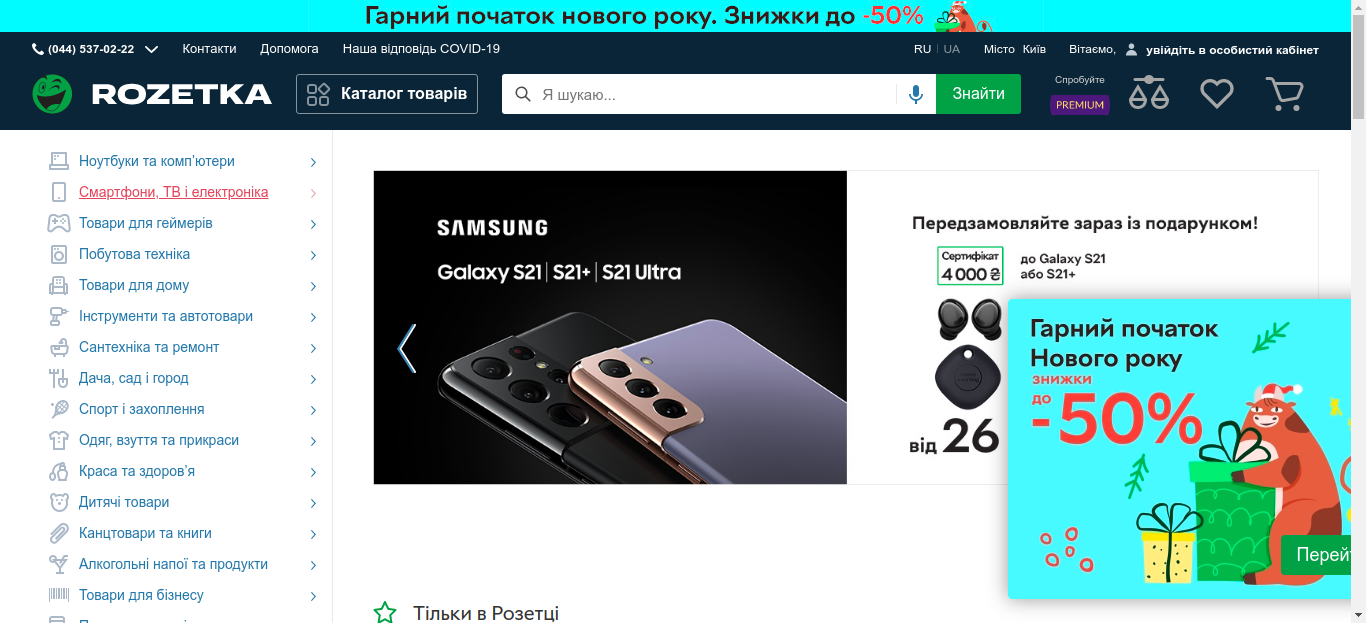 Гарний початок нового року. Знижки до -50%
(044) 537-02-22
Контакти
Допомога
Наша відповідь COVID-19
RU
UA
Місто Київ
Вітаємо, увійдіть в особистий кабінет
ROZETKA
Каталог товарів
Я шукаю...
Знайти
Спробуйте
PREMIUM
Ноутбуки та комп'ютери
Смартфони, ТВ і електроніка
Товари для геймерів
Побутова техніка
Товари для дому
Інструменти та автотовари
Сантехніка та ремонт
Дача, сад і город
Спорт і захоплення
Одяг, взуття та прикраси
Краса та здоров'я
Дитячі товари
Канцтовари та книги
Алкогольні напої та продукти
Товари для бізнесу
SAMSUNG
Galaxy S21 | S21+ | S21 Ultra
Передзамовляйте зараз із подарунком!
Сертифікат
4 000 ₴
до Galaxy S21
або S21+
від 26
Гарний початок
Нового року
знижки
до
-50%
Перей
Тільки в Розетці